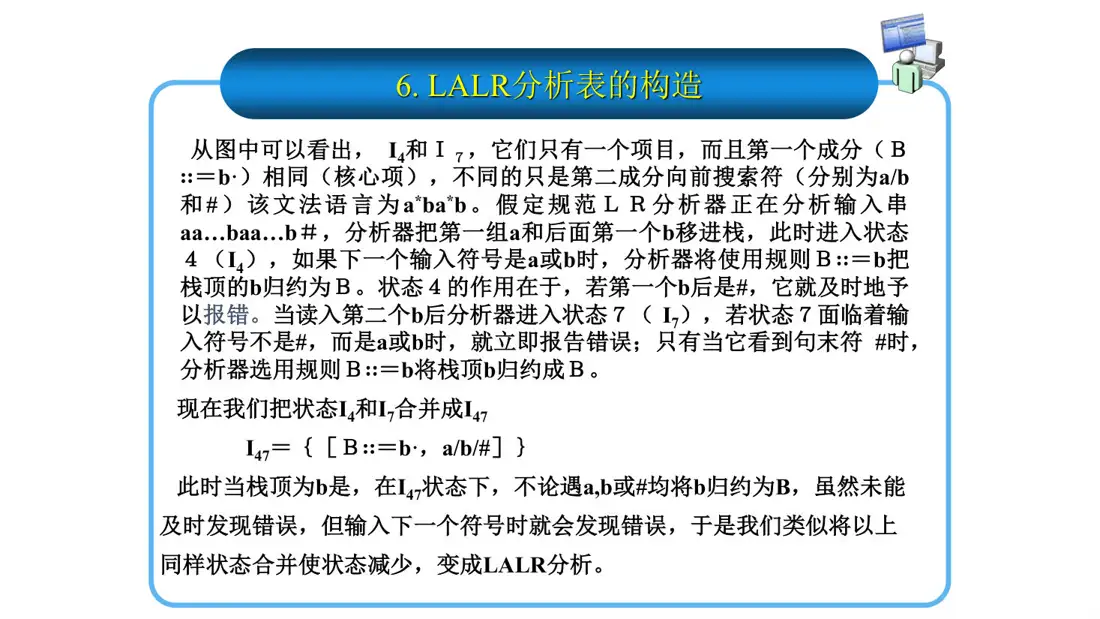 6. LALR分析表的构造
从图中可以看出， I4和Ｉ７，它们只有一个项目，而且第一个成分（Ｂ
::＝b·）相同（核心项），不同的只是第二成分向前搜索符（分别为a/b
和#）该文法语言为a*ba*b。假定规范ＬＲ分析器正在分析输入串
aa…baa…b＃，分析器把第一组a和后面第一个b移进栈，此时进入状态
４（I4），如果下一个输入符号是a或b时，分析器将使用规则Ｂ::＝b把
栈顶的b归约为Ｂ。状态４的作用在于，若第一个b后是#，它就及时地予
以报错。当读入第二个b后分析器进入状态７（ I7），若状态７面临着输
入符号不是#，而是a或b时，就立即报告错误；只有当它看到句末符 #时，
分析器选用规则Ｂ::＝b将栈顶b归约成Ｂ。
现在我们把状态I4和I7合并成I47
I47＝｛［Ｂ::＝b·，a/b/#］｝
此时当栈顶为b是，在I47状态下，不论遇a,b或#均将b归约为B，虽然未能
及时发现错误，但输入下一个符号时就会发现错误，于是我们类似将以上
同样状态合并使状态减少，变成LALR分析。